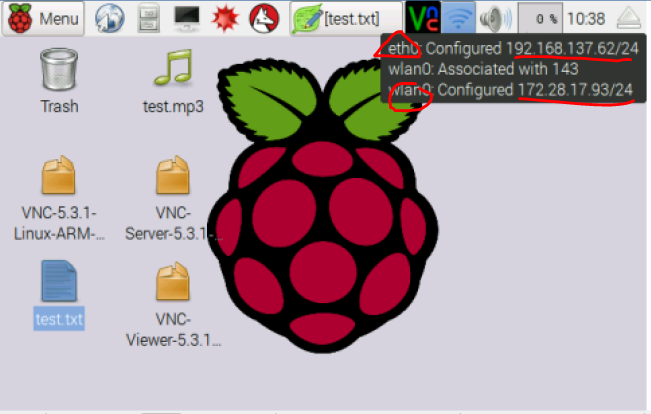 Menu
[test.txt]
V2
0 %
10:38
eth0: Configured 192.168.137.62/24
wlan0: Associated with 143
wlan0: Configured 172.28.17.93/24
Trash
test.mp3
VNC-5.3.1-
Linux-ARM-...
VNC-
Server-5.3.1-...
test.txt
VNC-
Viewer-5.3.1...